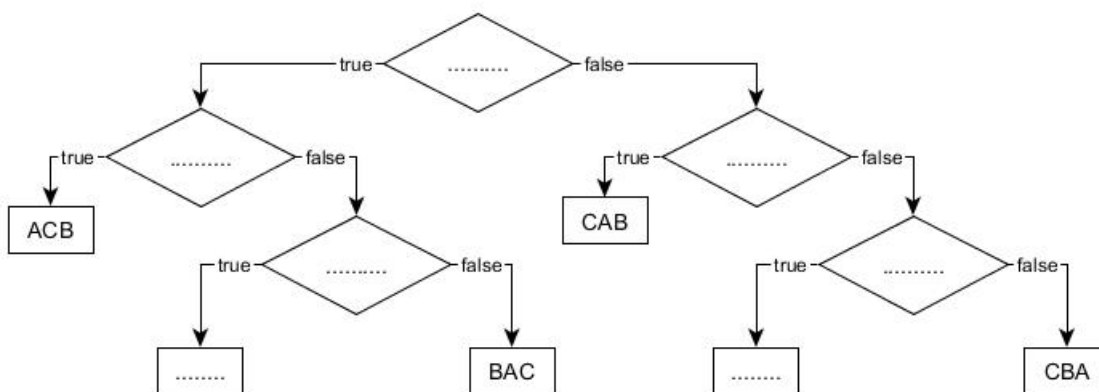 ..........
true
false
..........
..........
true
false
true
false
ACB
CAB
..........
..........
true
false
true
false
........
BAC
........
CBA